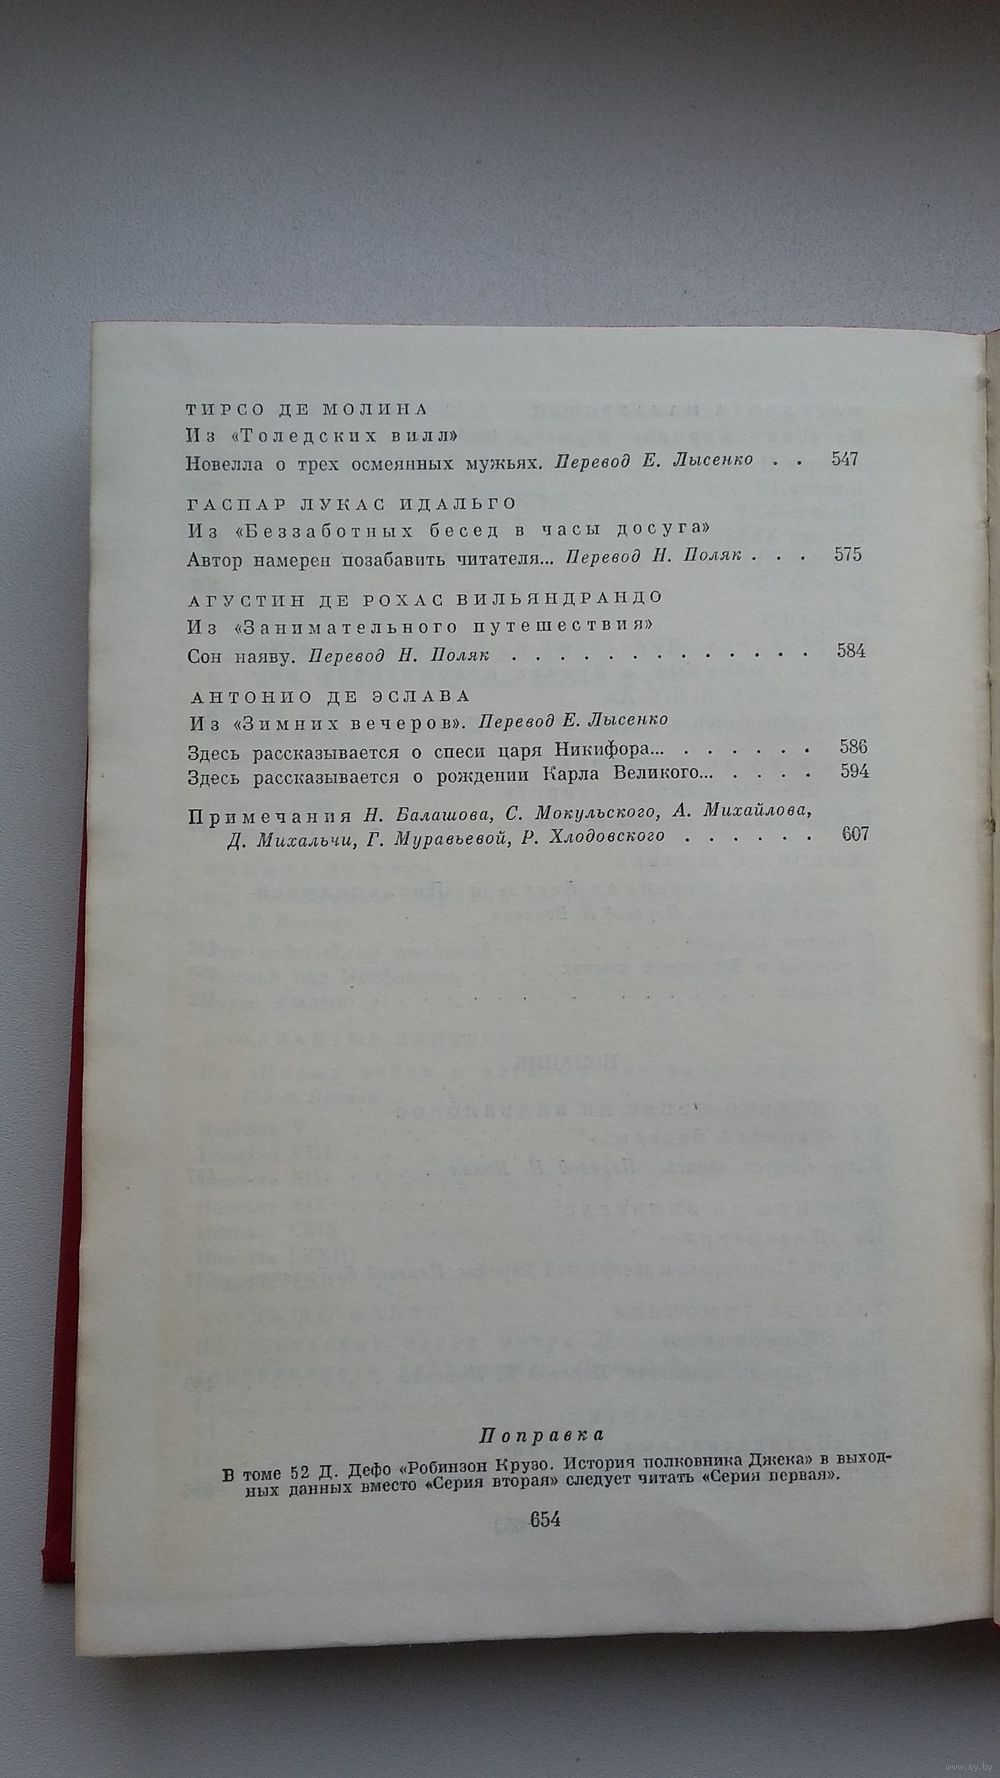 ТИРСО ДЕ МОЛИНА
Из «Толедских вилл»
Новелла о трех осмеянных мужьях. Перевод Е. Лысенко . . 547
ГАСПАР ЛУКАС ИДАЛЬГО
Из «Беззаботных бесед в часы досуга»
Автор намерен позабавить читателя... Перевод Н. Поляк . . . 575
АГУСТИН ДЕ РОХАС ВИЛЬЯНДРАНДО
Из «Занимательного путешествия»
Сон наяву. Перевод Н. Поляк . . . . . . . . . . . . . 584
АНТОНИО ДЕ ЭСЛАВА
Из «Зимних вечеров». Перевод Е. Лысенко
Здесь рассказывается о спеси царя Никифора... . . . . . . 586
Здесь рассказывается о рождении Карла Великого... . . . . 594
Примечания Н. Балашова, С. Мокульского, А. Михайлова,
Д. Михальчи, Г. Муравьевой, Р. Хлодовского . . . . . . 607
Поправка
В томе 52 Д. Дефо «Робинзон Крузо. История полковника Джека» в выход-
ных данных вместо «Серия вторая» следует читать «Серия первая».
654
www.ay.by